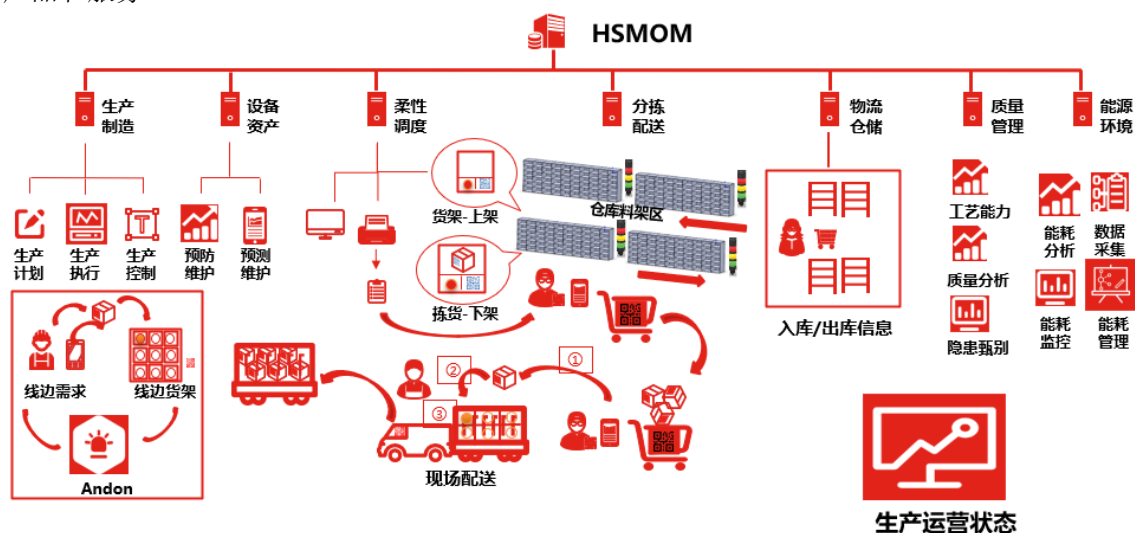 HSMOM
生产
制造
设备
资产
柔性
调度
分拣
配送
物流
仓储
质量
管理
能源
环境
生产
计划
生产
执行
T
生产
控制
预防
维护
预测
维护
货架-上架
仓库料架区
拣货-下架
入库/出库信息
工艺能力
质量分析
隐患甄别
能耗
分析
数据
采集
能耗
监控
能耗
管理
线边需求
线边货架
Andon
①
②
③
现场配送
生产运营状态